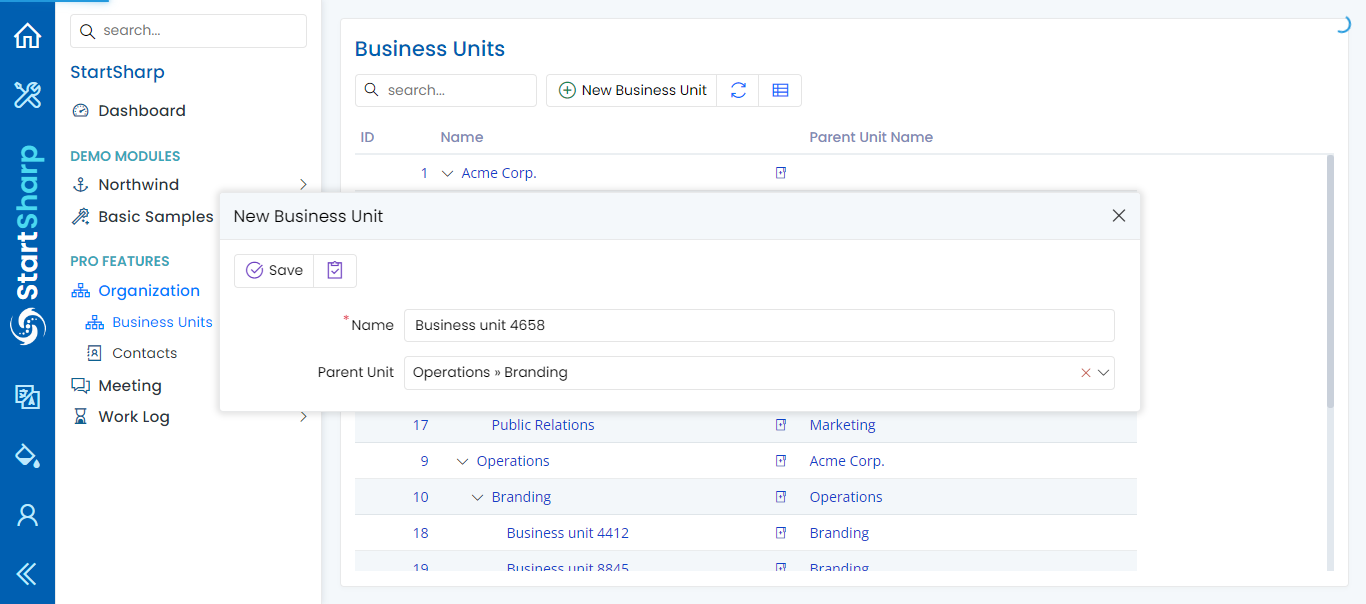 search...
StartSharp
Dashboard
DEMO MODULES
Northwind
Basic Samples
PRO FEATURES
Organization
Business Units
Contacts
Meeting
Work Log
StartSharp
Business Units
search...
New Business Unit
ID Name Parent Unit Name
1 Acme Corp.
New Business Unit
Save
*Name Business unit 4658
Parent Unit Operations » Branding
17 Public Relations Marketing
9 Operations Acme Corp.
10 Branding Operations
18 Business unit 4412 Branding
19 Business unit 8845 Branding